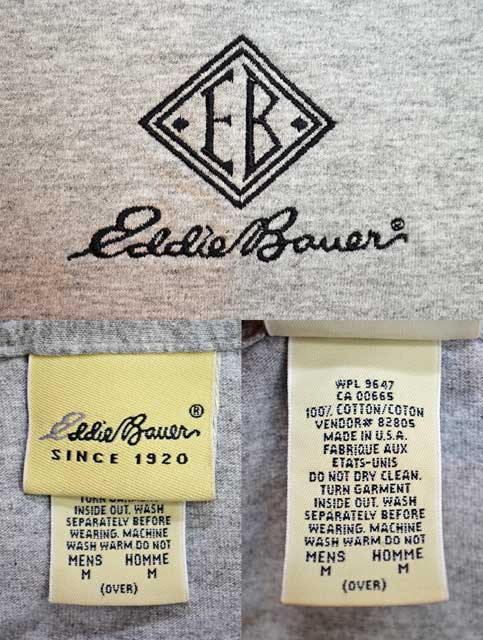 EB
Eddie Bauer®
Eddie Bauer®
SINCE 1920
TURN GARMENT
INSIDE OUT. WASH
SEPARATELY BEFORE
WEARING. MACHINE
WASH WARM. DO NOT
MENS HOMME
M M
(OVER)
WPL 9647
CA 00665
100% COTTON/COTON
VENDOR# 82805
MADE IN U.S.A.
FABRIQUE AUX
ETATS-UNIS
DO NOT DRY CLEAN.
TURN GARMENT
INSIDE OUT. WASH
SEPARATELY BEFORE
WEARING. MACHINE
WASH WARM. DO NOT
MENS HOMME
M M
(OVER)